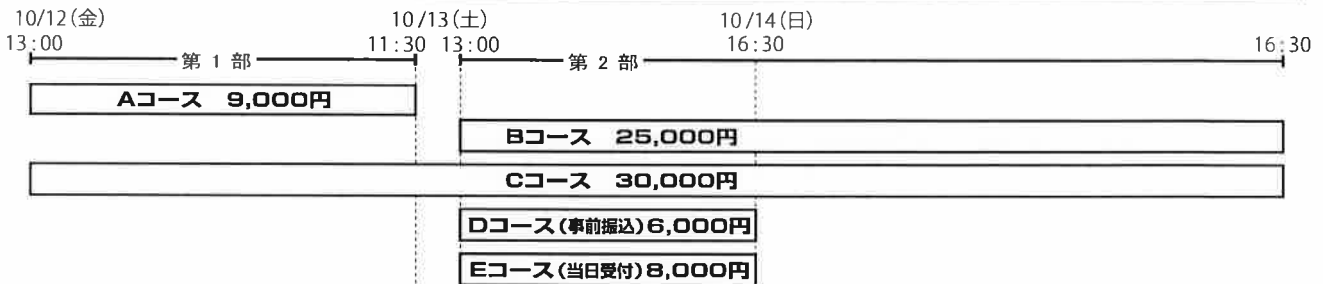 10/12(金) 10/13(土) 10/14(日)
13:00 11:30 13:00 16:30 16:30
第1部 第2部
Aコース 9,000円
Bコース 25,000円
Cコース 30,000円
Dコース(事前振込)6,000円
Eコース(当日受付)8,000円